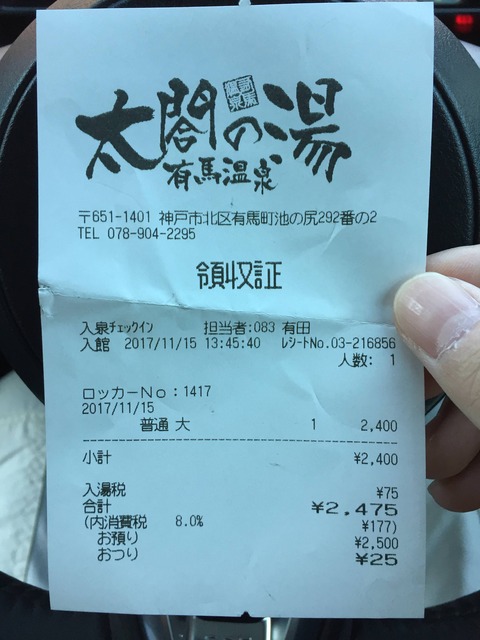 太閤の湯
有馬温泉
〒651-1401 神戸市北区有馬町池の尻292番の2
TEL 078-904-2295
領収証
入泉ﾁｪｯｸｲﾝ 担当者:083 有田
入館 2017/11/15 13:45:40 ﾚｼｰﾄNo.03-216856
人数: 1
ロッカーＮｏ：1417
2017/11/15
普通 大 1 2,400
小計 ¥2,400
入湯税 ¥75
合計 ¥2,475
(内消費税 8.0% ¥177)
お預り ¥2,500
おつり ¥25